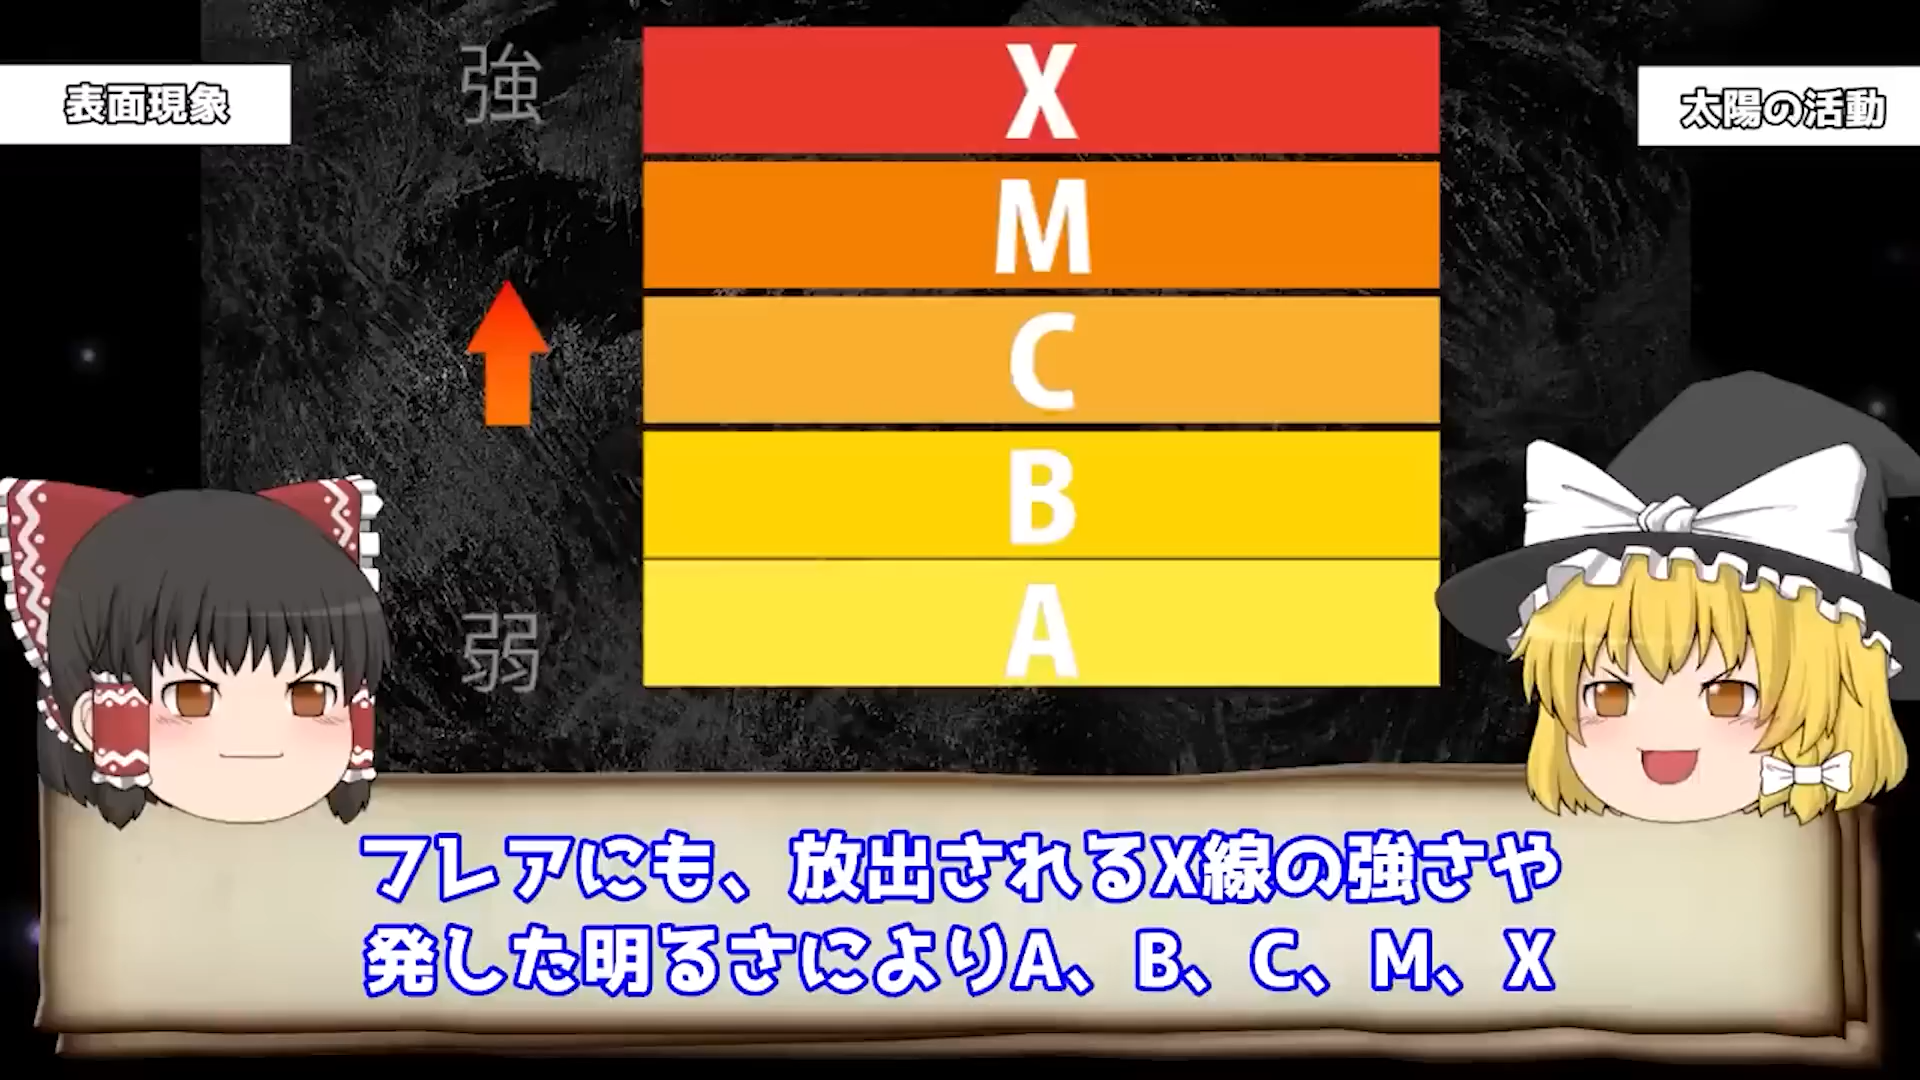 表面現象
太陽の活動
強
X
M
C
B
A
弱
フレアにも、放出されるX線の強さや
発した明るさによりA、B、C、M、X